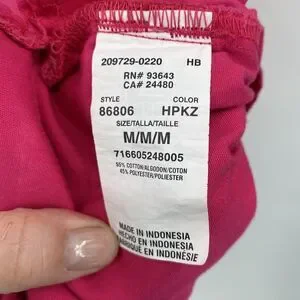 209729-0220 HB
RN# 93643
CA# 24480
STYLE COLOR
86806 HPKZ
SIZE/TALLA/TAILLE
M/M/M
716605248005
55% COTTON/ALGODON/COTON
45% POLYESTER/POLIESTER
MADE IN INDONESIA
HECHO EN INDONESIA
FABRIQUE EN INDONÉSIE